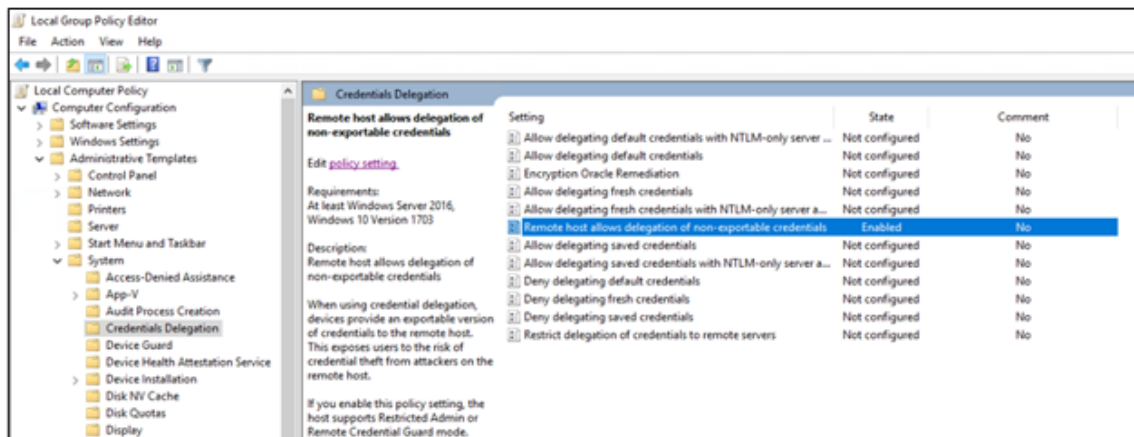 Local Group Policy Editor
File Action View Help
Local Computer Policy
Computer Configuration
Software Settings
Windows Settings
Administrative Templates
Control Panel
Network
Printers
Server
Start Menu and Taskbar
System
Access-Denied Assistance
App-V
Audit Process Creation
Credentials Delegation
Device Guard
Device Health Attestation Service
Device Installation
Disk NV Cache
Disk Quotas
Display
Credentials Delegation
Remote host allows delegation of
non-exportable credentials
Edit policy setting
Requirements:
At least Windows Server 2016,
Windows 10 Version 1703
Description:
Remote host allows delegation of
non-exportable credentials
When using credential delegation,
devices provide an exportable version
of credentials to the remote host.
This exposes users to the risk of
credential theft from attackers on the
remote host.
If you enable this policy setting, the
host supports Restricted Admin or
Remote Credential Guard mode.
Setting State Comment
Allow delegating default credentials with NTLM-only server ... Not configured No
Allow delegating default credentials Not configured No
Encryption Oracle Remediation Not configured No
Allow delegating fresh credentials Not configured No
Allow delegating fresh credentials with NTLM-only server a... Not configured No
Remote host allows delegation of non-exportable credentials Enabled No
Allow delegating saved credentials Not configured No
Allow delegating saved credentials with NTLM-only server a... Not configured No
Deny delegating default credentials Not configured No
Deny delegating fresh credentials Not configured No
Deny delegating saved credentials Not configured No
Restrict delegation of credentials to remote servers Not configured No